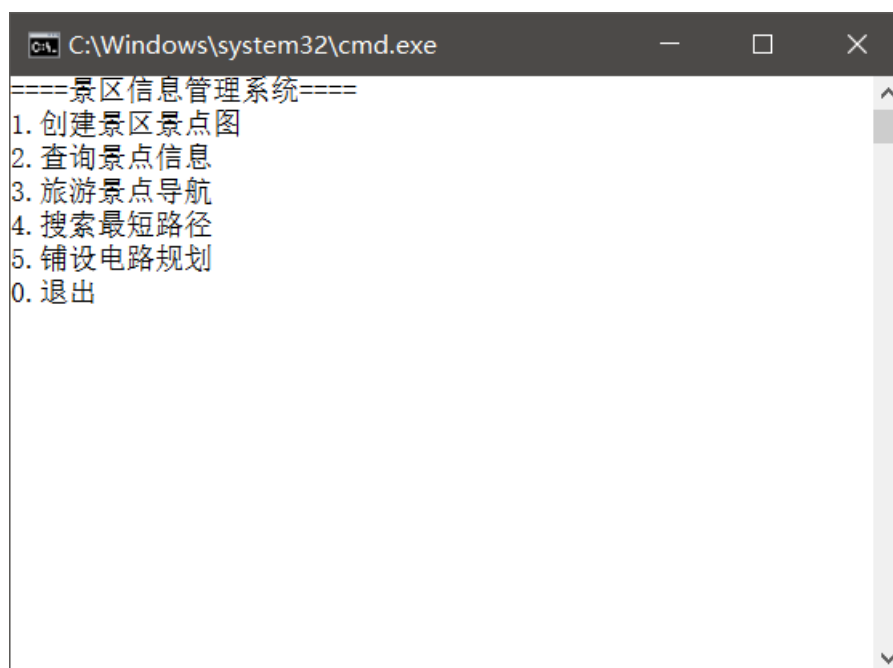 C:\Windows\system32\cmd.exe
====景区信息管理系统====
1.创建景区景点图
2.查询景点信息
3.旅游景点导航
4.搜索最短路径
5.铺设电路规划
0.退出